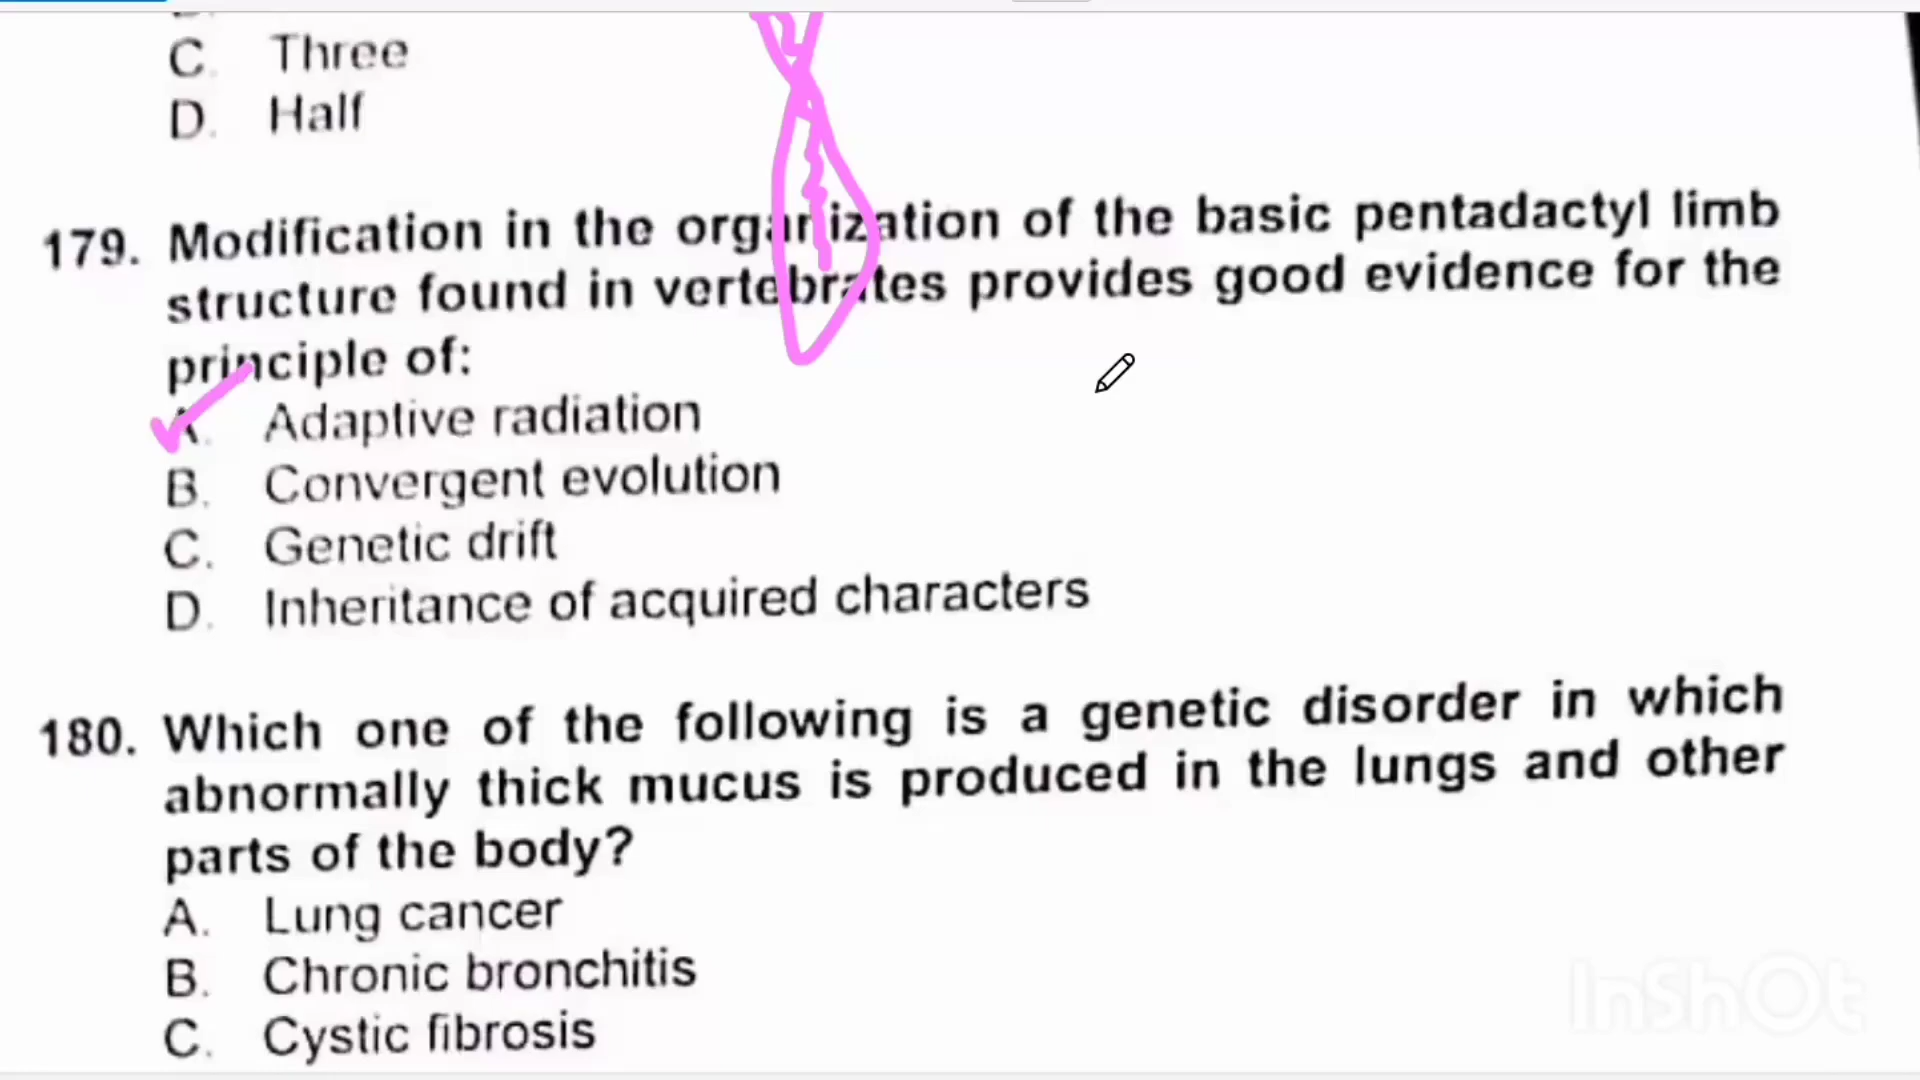 C. Three
D. Half
179. Modification in the organization of the basic pentadactyl limb
structure found in vertebrates provides good evidence for the
principle of:
A. Adaptive radiation
B. Convergent evolution
C. Genetic drift
D. Inheritance of acquired characters
180. Which one of the following is a genetic disorder in which
abnormally thick mucus is produced in the lungs and other
parts of the body?
A. Lung cancer
B. Chronic bronchitis
C. Cystic fibrosis
InShOt